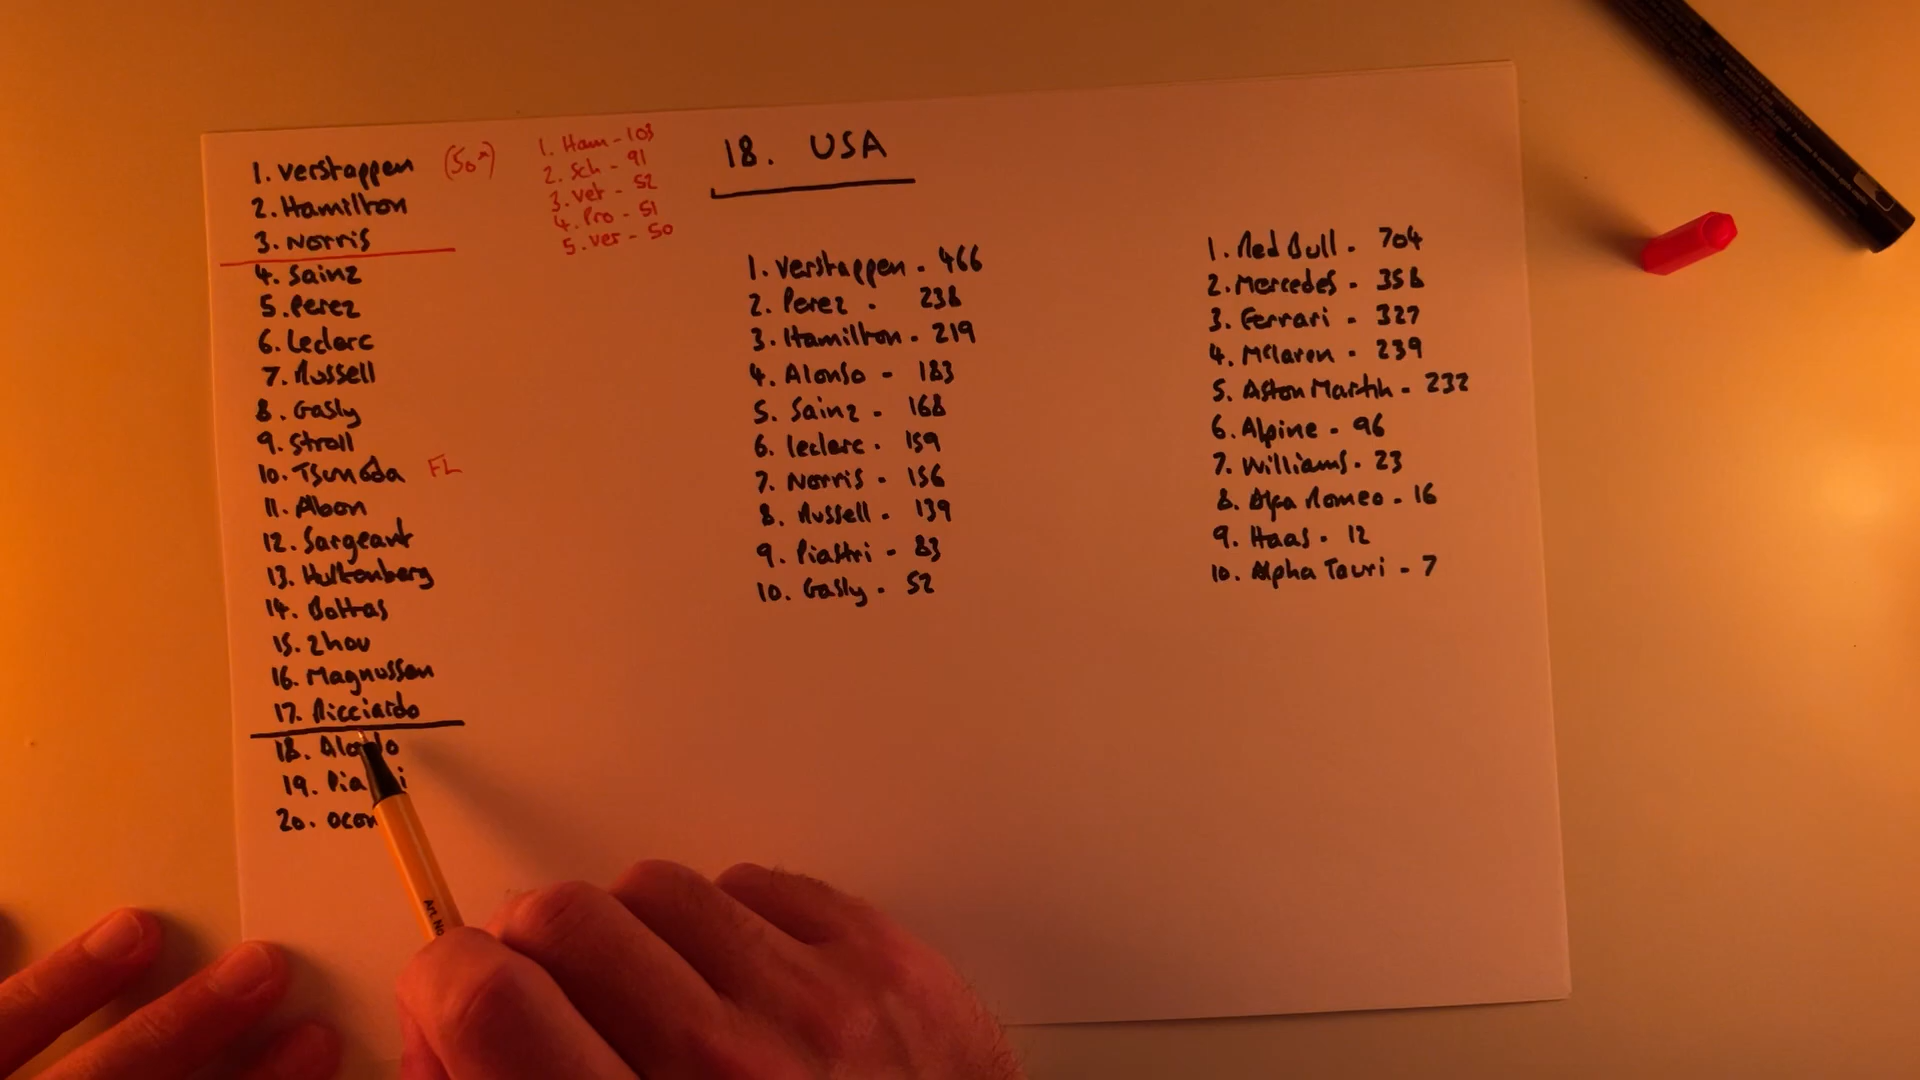 1. Verstappen (50th)
2. Hamilton
3. Norris
4. Sainz
5. Perez
6. Leclerc
7. Russell
8. Gasly
9. Stroll
10. Tsunoda FL
11. Albon
12. Sargeant
13. Hulkenberg
14. Bottas
15. Zhou
16. Magnussen
17. Ricciardo
18. Alonso
19. Piastri
20. Ocon
1. Ham - 103
2. Sch - 91
3. Vet - 52
4. Pro - 51
5. Ver - 50
18. USA
1. Verstappen - 466
2. Perez - 238
3. Hamilton - 219
4. Alonso - 183
5. Sainz - 168
6. Leclerc - 159
7. Norris - 156
8. Russell - 139
9. Piastri - 83
10. Gasly - 52
1. Red Bull - 704
2. Mercedes - 358
3. Ferrari - 327
4. Mclaren - 239
5. Aston Martin - 232
6. Alpine - 96
7. Williams - 23
8. Alfa Romeo - 16
9. Haas - 12
10. Alpha Tauri - 7
Art. No